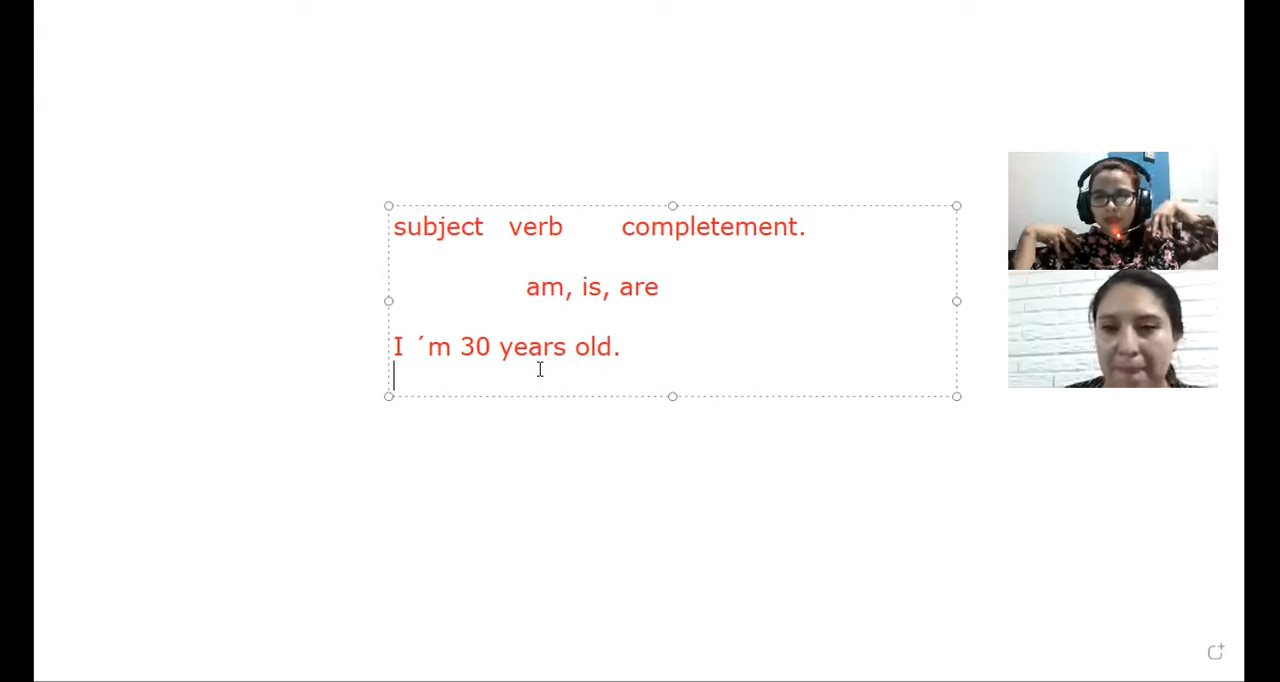 subject verb completement.
am, is, are
I ´m 30 years old.